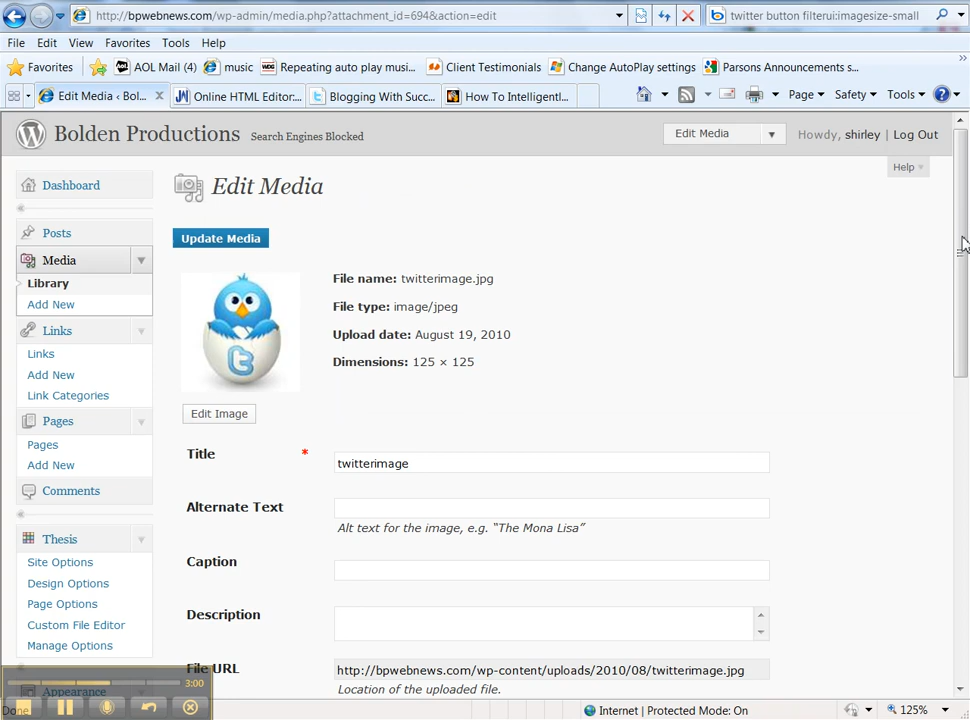 http://bpwebnews.com/wp-admin/media.php?attachment_id=694&action=edit
twitter button filterui:imagesize-small
File Edit View Favorites Tools Help
Favorites AOL Mail (4) music Repeating auto play musi... Client Testimonials Change AutoPlay settings Parsons Announcements s...
Edit Media ‹ Bol... Online HTML Editor:... Blogging With Succ... How To Intelligentl... Page Safety Tools
Bolden Productions Search Engines Blocked Edit Media Howdy, shirley | Log Out
Help
Dashboard
Posts
Media
Library
Add New
Links
Links
Add New
Link Categories
Pages
Pages
Add New
Comments
Thesis
Site Options
Design Options
Page Options
Custom File Editor
Manage Options
Appearance
Edit Media
Update Media
File name: twitterimage.jpg
File type: image/jpeg
Upload date: August 19, 2010
Dimensions: 125 × 125
t
Edit Image
Title * twitterimage
Alternate Text
Alt text for the image, e.g. “The Mona Lisa”
Caption
Description
File URL http://bpwebnews.com/wp-content/uploads/2010/08/twitterimage.jpg
Location of the uploaded file.
3:00
Done Internet | Protected Mode: On 125%